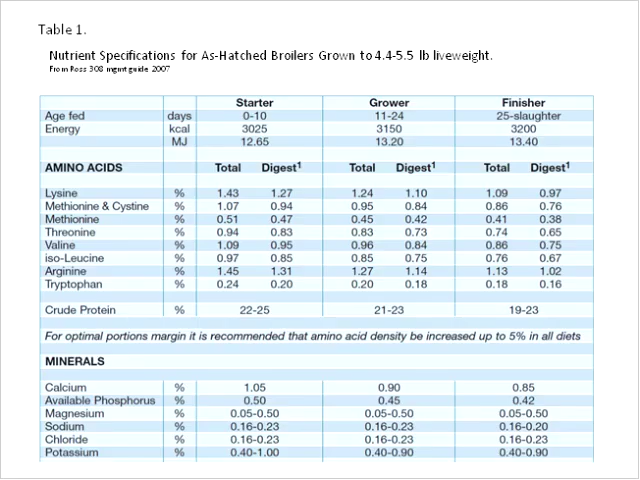 Table 1.
Nutrient Specifications for As-Hatched Broilers Grown to 4.4-5.5 lb liveweight.
From Ross 308 mgmt guide 2007
Starter Grower Finisher
Age fed days 0-10 11-24 25-slaughter
Energy kcal 3025 3150 3200
MJ 12.65 13.20 13.40
AMINO ACIDS Total Digest1 Total Digest1 Total Digest1
Lysine % 1.43 1.27 1.24 1.10 1.09 0.97
Methionine & Cystine % 1.07 0.94 0.95 0.84 0.86 0.76
Methionine % 0.51 0.47 0.45 0.42 0.41 0.38
Threonine % 0.94 0.83 0.83 0.73 0.74 0.65
Valine % 1.09 0.95 0.96 0.84 0.86 0.75
iso-Leucine % 0.97 0.85 0.85 0.75 0.76 0.67
Arginine % 1.45 1.31 1.27 1.14 1.13 1.02
Tryptophan % 0.24 0.20 0.20 0.18 0.18 0.16
Crude Protein % 22-25 21-23 19-23
For optimal portions margin it is recommended that amino acid density be increased up to 5% in all diets
MINERALS
Calcium % 1.05 0.90 0.85
Available Phosphorus % 0.50 0.45 0.42
Magnesium % 0.05-0.50 0.05-0.50 0.05-0.50
Sodium % 0.16-0.23 0.16-0.23 0.16-0.20
Chloride % 0.16-0.23 0.16-0.23 0.16-0.23
Potassium % 0.40-1.00 0.40-0.90 0.40-0.90